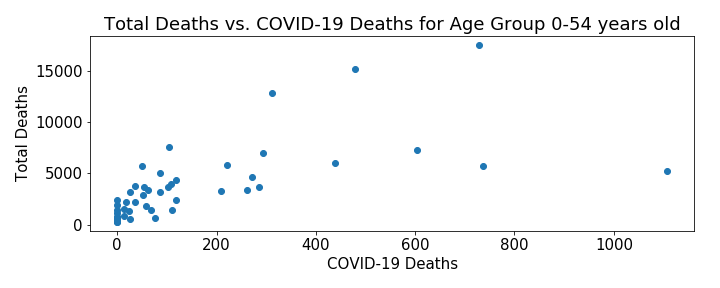 Total Deaths vs. COVID-19 Deaths for Age Group 0-54 years old
15000
10000
5000
0
Total Deaths
0 200 400 600 800 1000
COVID-19 Deaths